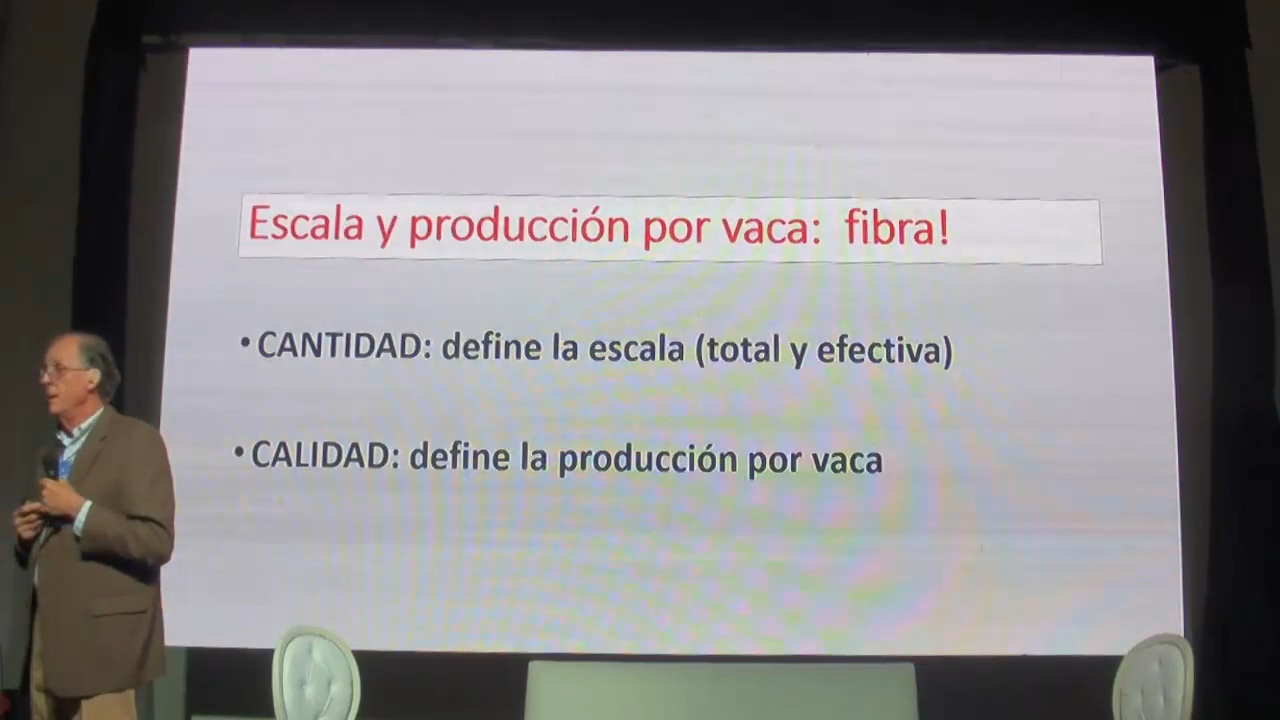 Escala y producción por vaca: fibra!
• CANTIDAD: define la escala (total y efectiva)
• CALIDAD: define la producción por vaca